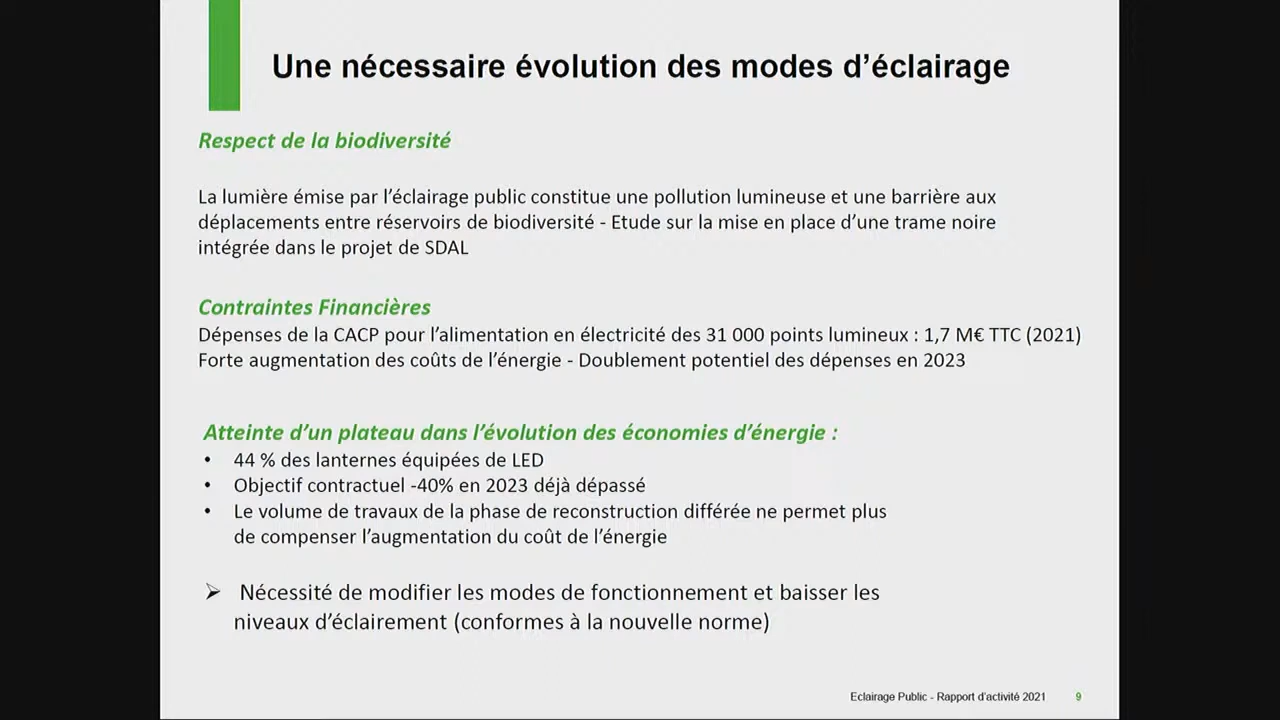 Une nécessaire évolution des modes d’éclairage
Respect de la biodiversité
La lumière émise par l’éclairage public constitue une pollution lumineuse et une barrière aux
déplacements entre réservoirs de biodiversité - Etude sur la mise en place d’une trame noire
intégrée dans le projet de SDAL
Contraintes Financières
Dépenses de la CACP pour l’alimentation en électricité des 31 000 points lumineux : 1,7 M€ TTC (2021)
Forte augmentation des coûts de l’énergie - Doublement potentiel des dépenses en 2023
Atteinte d’un plateau dans l’évolution des économies d’énergie :
• 44 % des lanternes équipées de LED
• Objectif contractuel -40% en 2023 déjà dépassé
• Le volume de travaux de la phase de reconstruction différée ne permet plus
de compenser l’augmentation du coût de l’énergie
➢ Nécessité de modifier les modes de fonctionnement et baisser les
niveaux d’éclairement (conformes à la nouvelle norme)
Eclairage Public - Rapport d’activité 2021 9